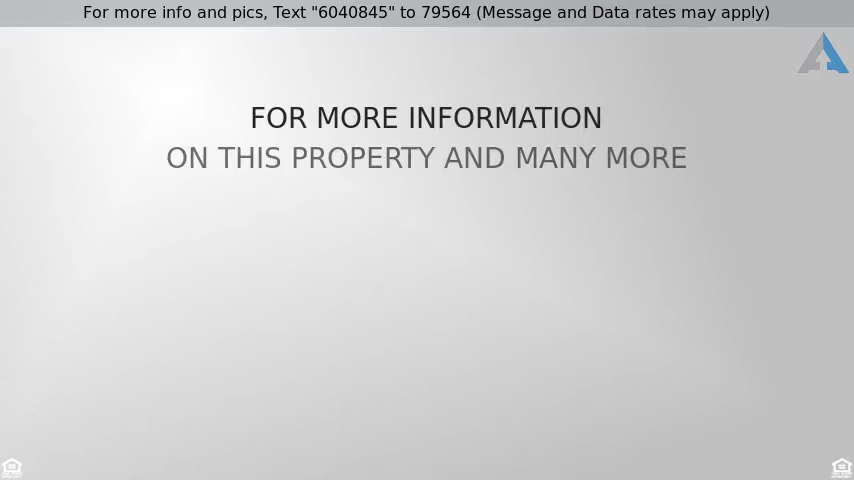 For more info and pics, Text "6040845" to 79564 (Message and Data rates may apply)
FOR MORE INFORMATION
ON THIS PROPERTY AND MANY MORE